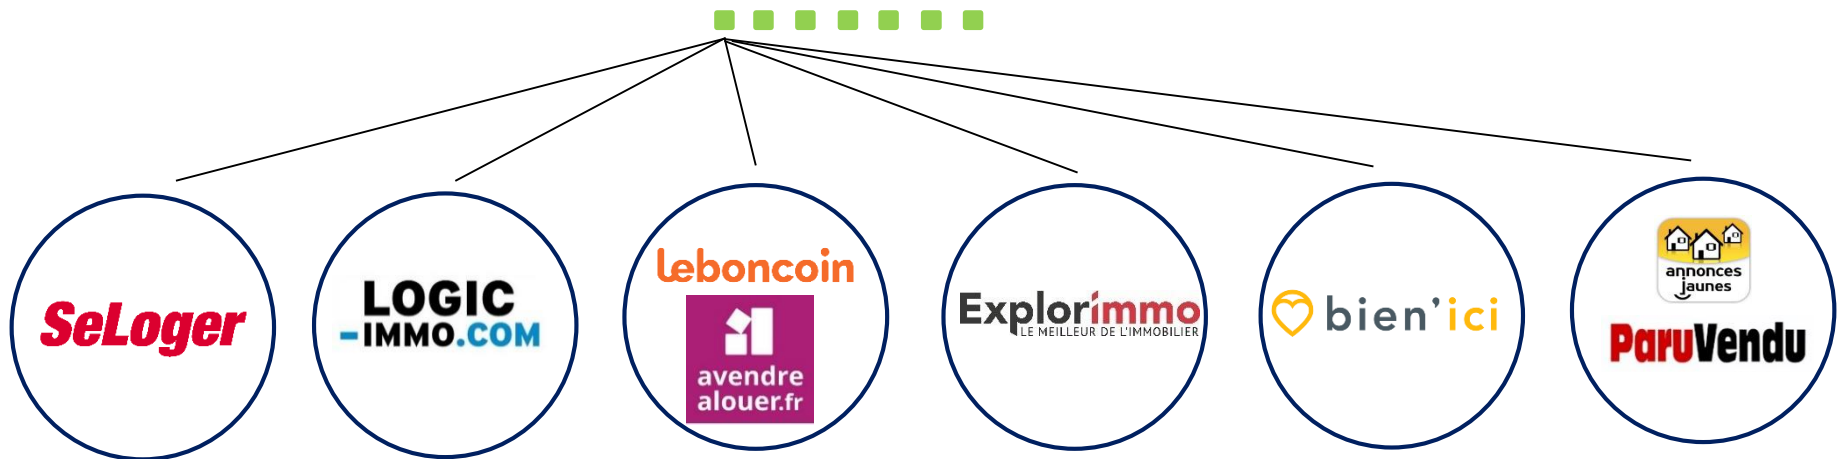 SeLoger
LOGIC
-IMMO.COM
leboncoin
avendre
alouer.fr
Explorimmo
LE MEILLEUR DE L'IMMOBILIER
bien'ici
annonces
jaunes
ParuVendu